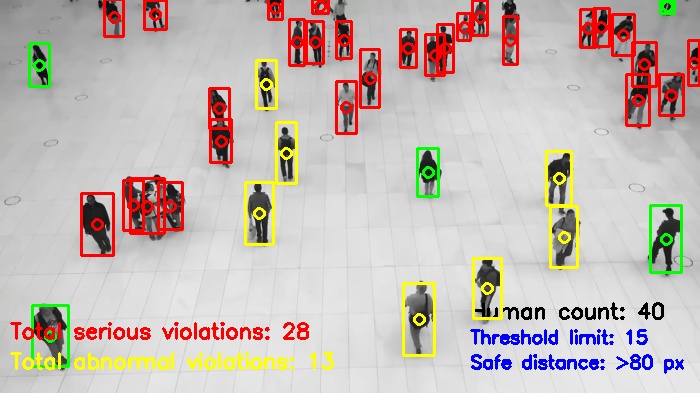 Human count: 40
Total serious violations: 28
Threshold limit: 15
Total abnormal violations: 13
Safe distance: >80 px